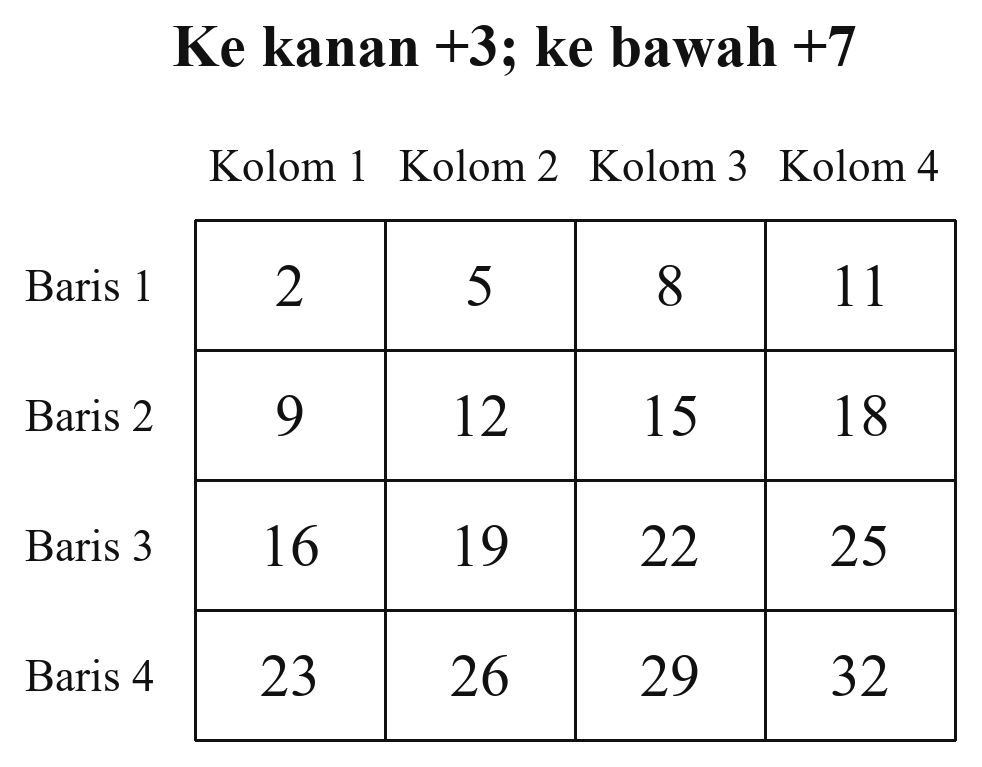 Ke kanan +3; ke bawah +7
Kolom 1 Kolom 2 Kolom 3 Kolom 4
Baris 1 2 5 8 11
Baris 2 9 12 15 18
Baris 3 16 19 22 25
Baris 4 23 26 29 32